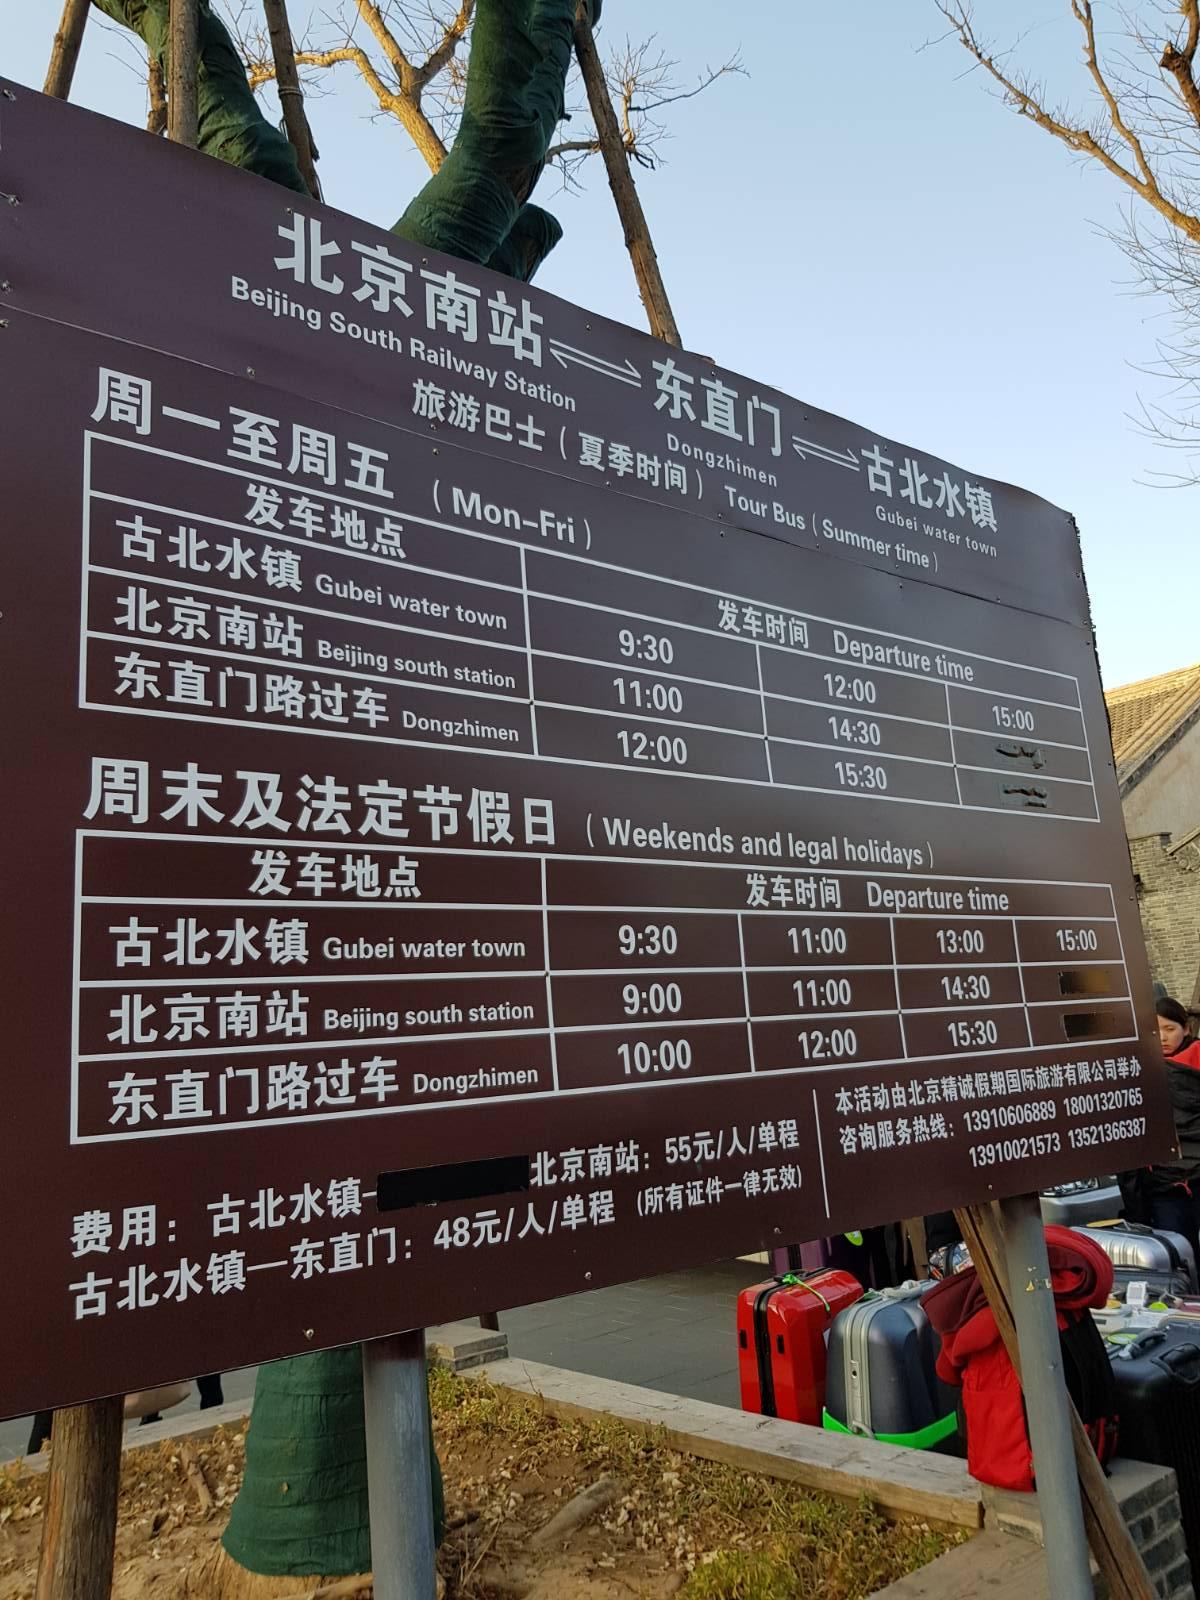 北京南站 ⇌ 东直门 ⇌ 古北水镇
Beijing South Railway Station Dongzhimen Gubei water town
旅游巴士(夏季时间) Tour Bus (Summer time)
周一至周五 (Mon-Fri)
发车地点 发车时间 Departure time
古北水镇 Gubei water town 9:30 12:00 15:00
北京南站 Beijing south station 11:00 14:30
东直门路过车 Dongzhimen 12:00 15:30
周末及法定节假日 (Weekends and legal holidays)
发车地点 发车时间 Departure time
古北水镇 Gubei water town 9:30 11:00 13:00 15:00
北京南站 Beijing south station 9:00 11:00 14:30
东直门路过车 Dongzhimen 10:00 12:00 15:30
费用: 古北水镇- 北京南站: 55元/人/单程
古北水镇—东直门: 48元/人/单程 (所有证件一律无效)
本活动由北京精诚假期国际旅游有限公司举办
咨询服务热线: 13910606889 18001320765
13910021573 13521366387